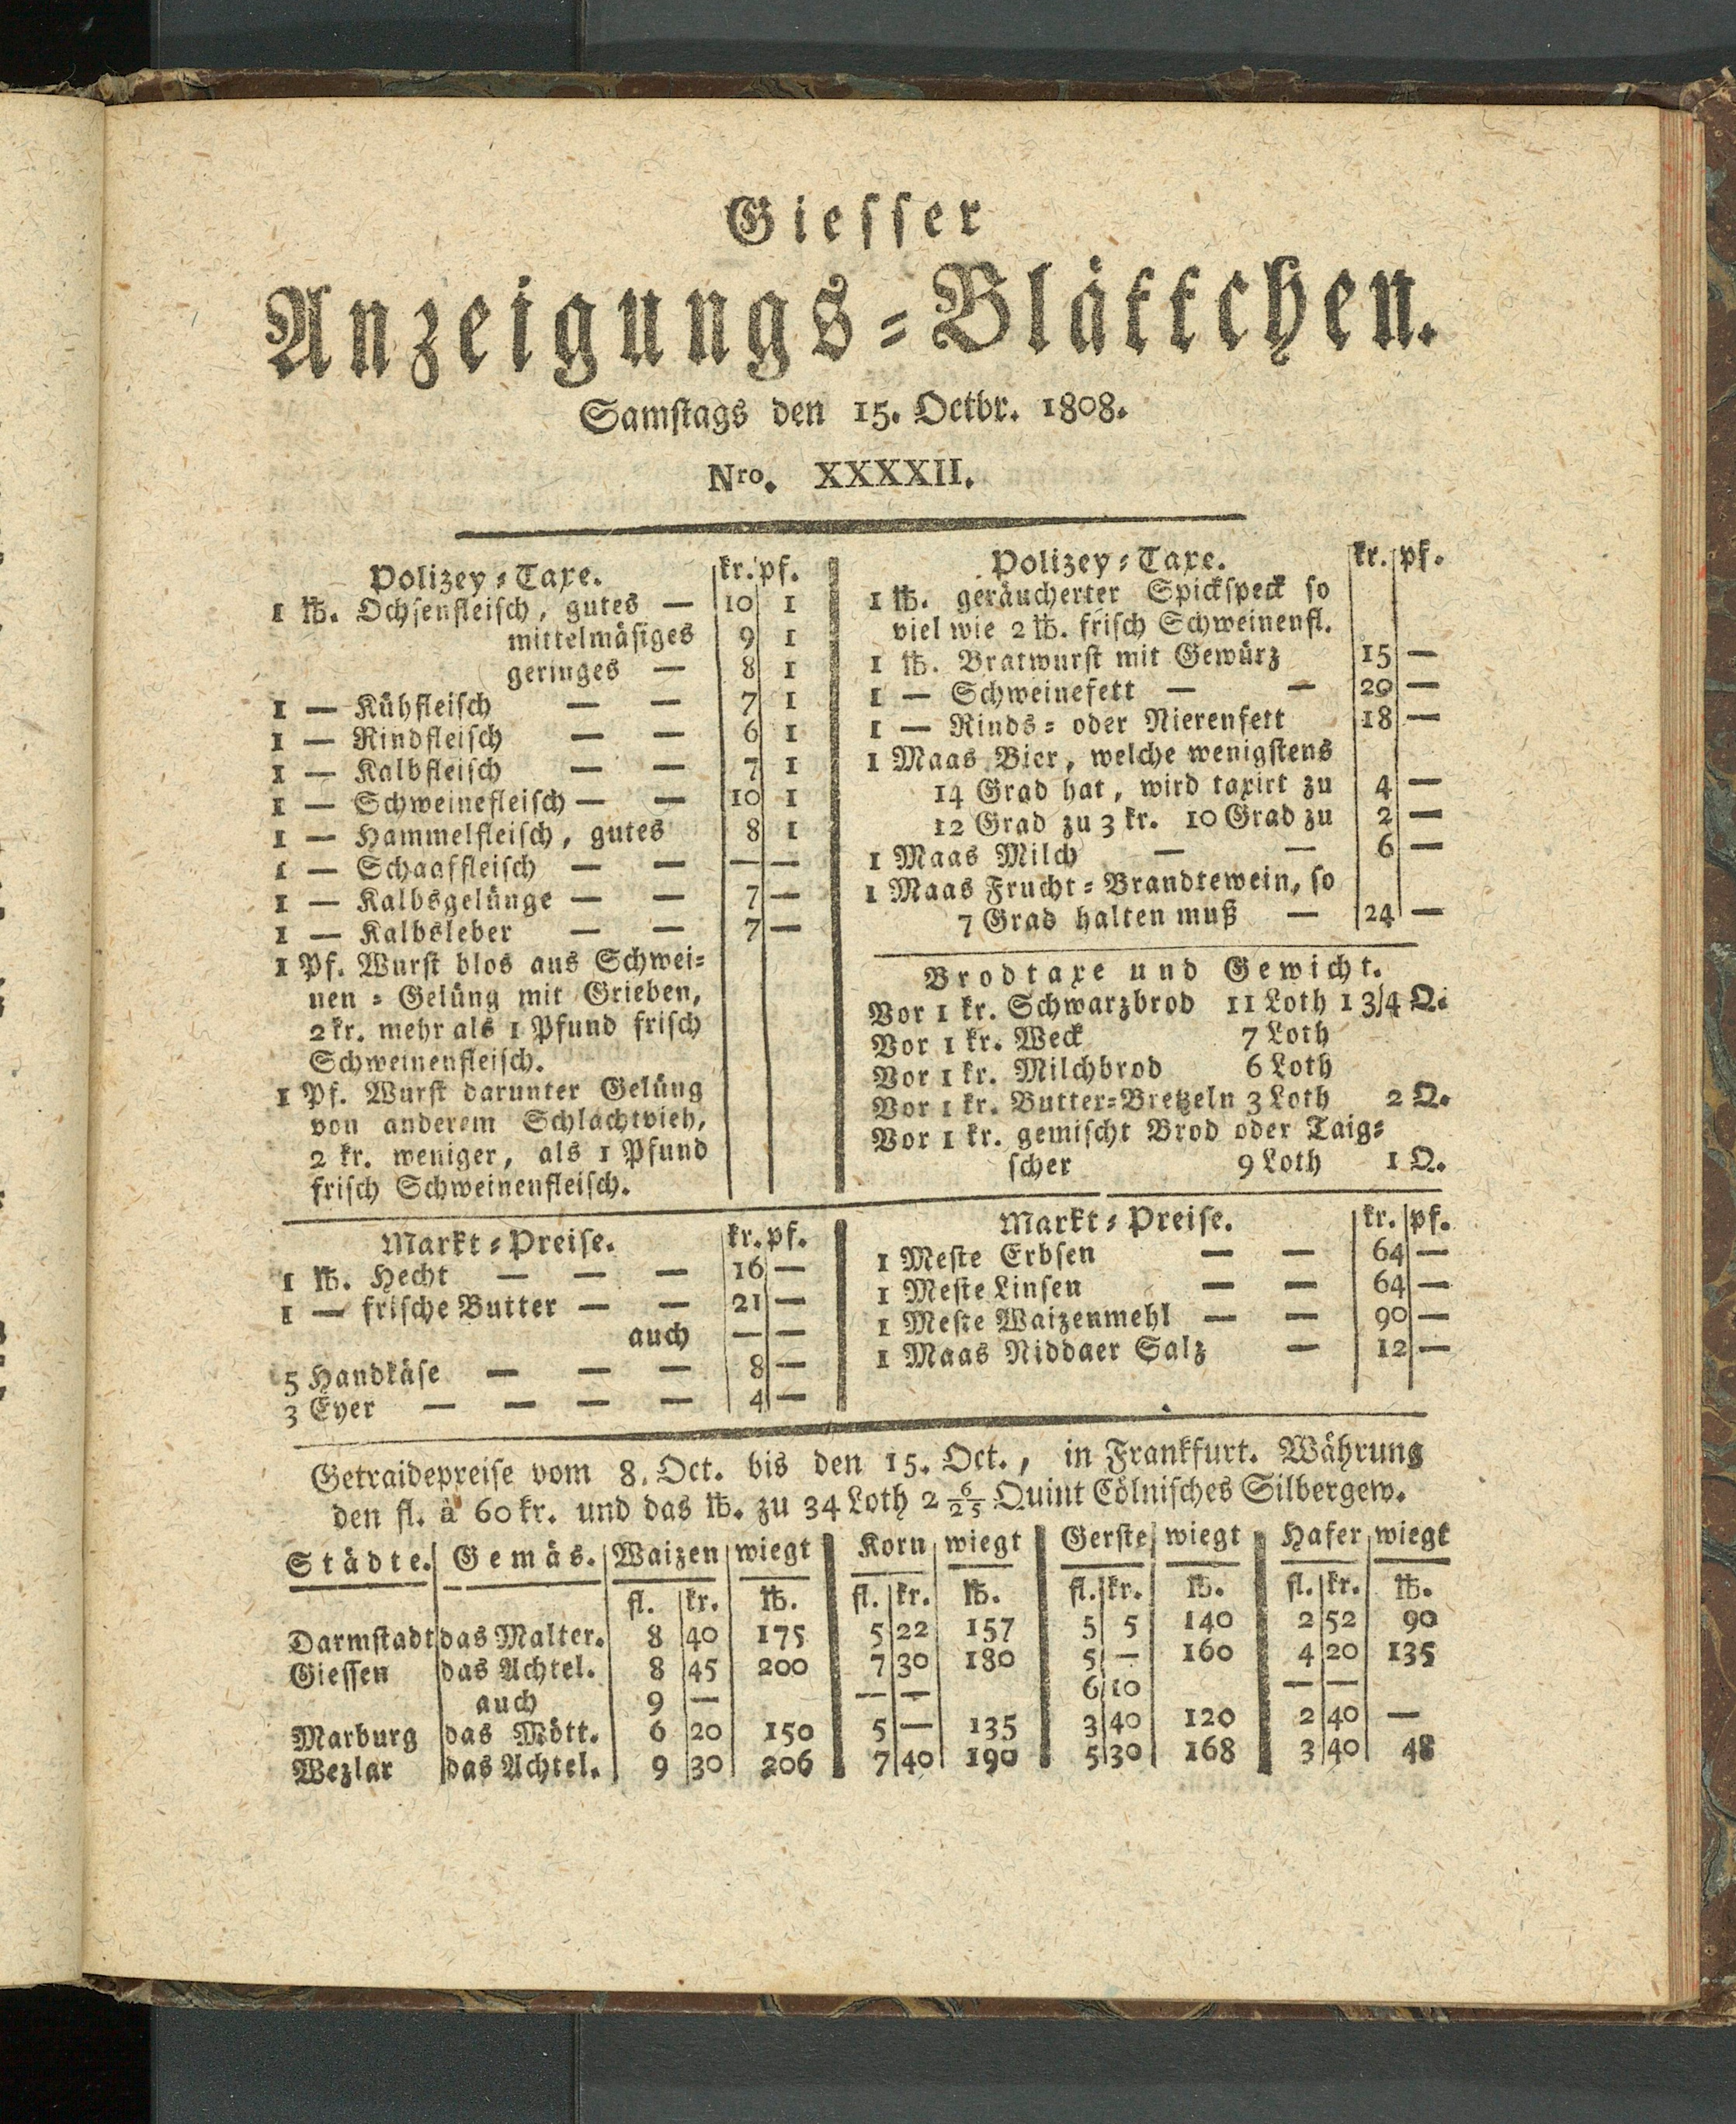 Giesser
Anzeigungs-Blättchen.
Samstags den 15. Octbr. 1808.
Nro. XXXXII.
Polizey-Taxe. kr. pf.
1 ℔. Ochsenfleisch, gutes — 10 1
mittelmäsiges 9 1
geringes — 8 1
1 — Kühfleisch — — 7 1
1 — Rindfleisch — — 6 1
1 — Kalbfleisch — — 7 1
1 — Schweinefleisch — — 10 1
1 — Hammelfleisch, gutes 8 1
1 — Schaaffleisch — — — —
1 — Kalbsgelünge — — 7 —
1 — Kalbsleber — — 7 —
1 Pf. Wurst blos aus Schwei-
nen-Gelüng mit Grieben,
2 kr. mehr als 1 Pfund frisch
Schweinenfleisch.
1 Pf. Wurst darunter Gelüng
von anderem Schlachtvieh,
2 kr. weniger, als 1 Pfund
frisch Schweinenfleisch.
Polizey-Taxe. kr. pf.
1 ℔. geräucherter Spickspeck so
viel wie 2 ℔. frisch Schweinenfl.
1 ℔. Bratwurst mit Gewürz 15 —
1 — Schweinefett — — 20 —
1 — Rinds- oder Nierenfett 18 —
1 Maas Bier, welche wenigstens
14 Grad hat, wird taxirt zu 4 —
12 Grad zu 3 kr. 10 Grad zu 2 —
1 Maas Milch — — 6 —
1 Maas Frucht-Brandtewein, so
7 Grad halten muß — 24 —
Brodtaxe und Gewicht.
Vor 1 kr. Schwarzbrod 11 Loth 1 3/4 Q.
Vor 1 kr. Weck 7 Loth
Vor 1 kr. Milchbrod 6 Loth
Vor 1 kr. Butter-Bretzeln 3 Loth 2 Q.
Vor 1 kr. gemischt Brod oder Taig-
scher 9 Loth 1 Q.
Markt-Preise. kr. pf.
1 ℔. Hecht — — — 16 —
1 — frische Butter — — 21 —
auch — —
5 Handkäse — — — 8 —
3 Eyer — — — — 4 —
Markt-Preise. kr. pf.
1 Meste Erbsen — — 64 —
1 Meste Linsen — — 64 —
1 Meste Waizenmehl — — 90 —
1 Maas Niddaer Salz — 12 —
Getraidepreise vom 8. Oct. bis den 15. Oct., in Frankfurt. Währung
den fl. à 60 kr. und das ℔. zu 34 Loth 2 6/25 Quint Cölnisches Silbergew.
Städte. Gemäs. Waizen wiegt Korn wiegt Gerste wiegt Hafer wiegt
fl. kr. ℔. fl. kr. ℔. fl. kr. ℔. fl. kr. ℔.
Darmstadt das Malter. 8 40 175 5 22 157 5 5 140 2 52 90
Giessen das Achtel. 8 45 200 7 30 180 5 — 160 4 20 135
auch 9 — — — 6 10 — —
Marburg das Mött. 6 20 150 5 — 135 3 40 120 2 40 —
Wezlar das Achtel. 9 30 206 7 40 190 5 30 168 3 40 48